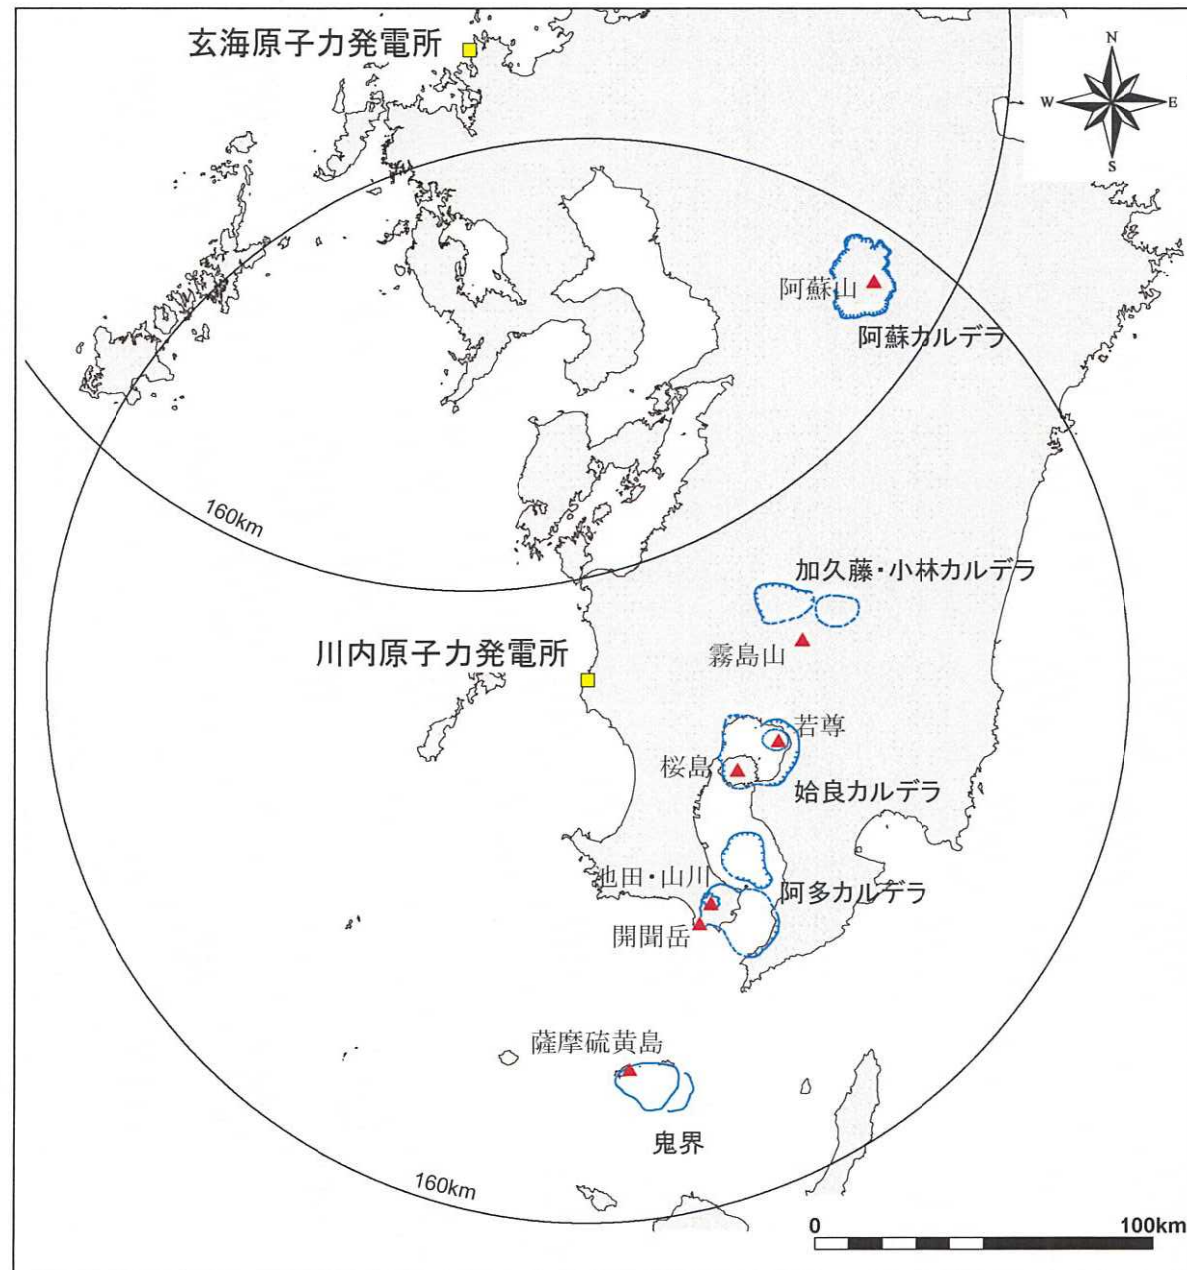 玄海原子力発電所
N
W
E
S
阿蘇山
阿蘇カルデラ
160km
加久藤・小林カルデラ
霧島山
川内原子力発電所
若尊
桜島
姶良カルデラ
池田・山川
阿多カルデラ
開聞岳
薩摩硫黄島
鬼界
160km
0
100km